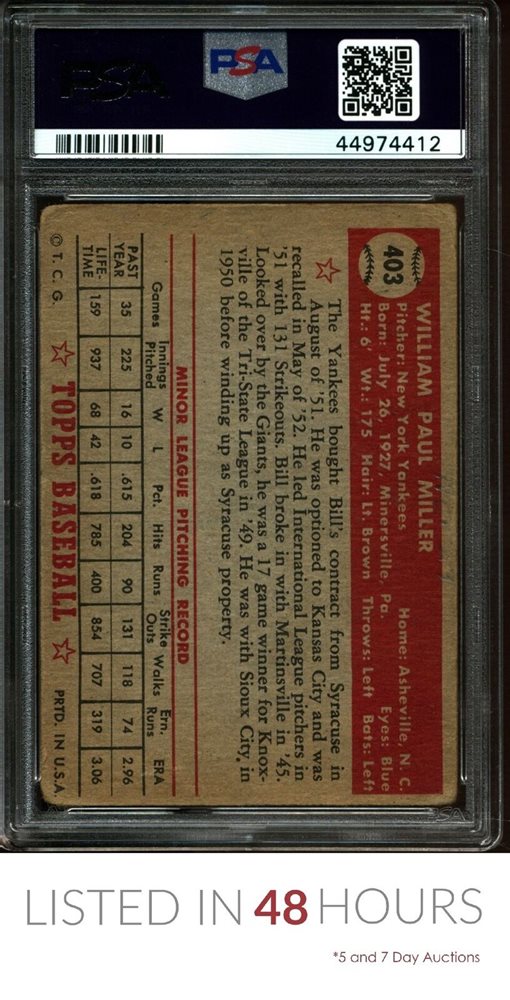 PSA
PSA
44974412
403
WILLIAM PAUL MILLER
Pitcher: New York Yankees Home: Asheville, N. C.
Born: July 26, 1927, Minersville, Pa. Eyes: Blue
Ht.: 6' Wt.: 175 Hair: Lt. Brown Throws: Left Bats: Left
The Yankees bought Bill's contract from Syracuse in
August of '51. He was optioned to Kansas City and was
recalled in May of '52. He led International League pitchers in
'51 with 131 Strikeouts. Bill broke in with Martinsville in '45.
Looked over by the Giants, he was a 17 game winner for Knox-
ville of the Tri-State League in '49. He was with Sioux City in
1950 before winding up as Syracuse property.
MINOR LEAGUE PITCHING RECORD
Games Innings Pitched W L Pct. Hits Runs Strike Outs Walks Ern. Runs ERA
PAST YEAR 35 225 16 10 .615 204 90 131 118 74 2.96
LIFE-TIME 159 937 68 42 .618 785 400 854 707 319 3.06
© T. C. G. TOPPS BASEBALL PRTD. IN U.S.A.
PSA
LISTED IN 48 HOURS
*5 and 7 Day Auctions